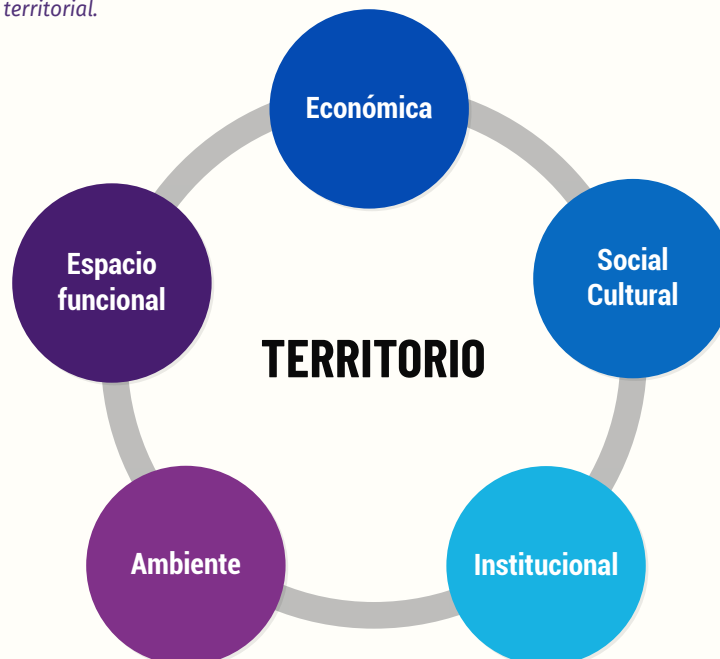 territorial.
Económica
Espacio
funcional
Social
Cultural
TERRITORIO
Ambiente
Institucional